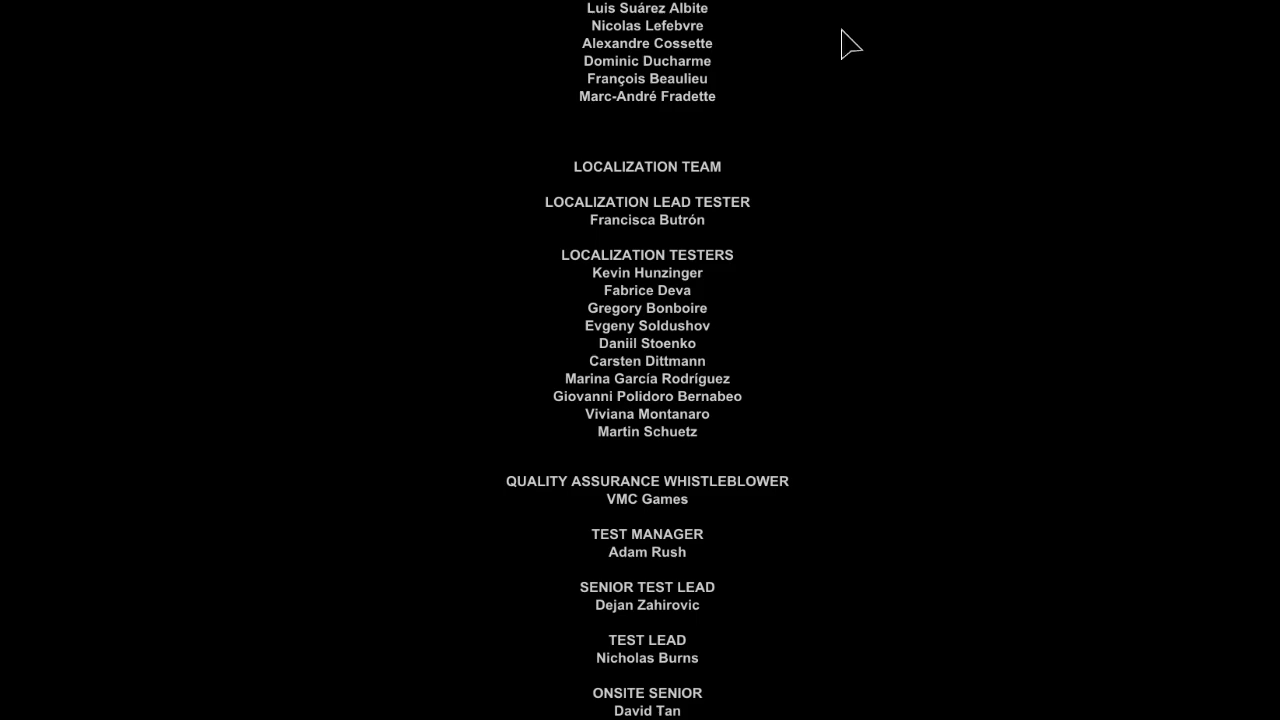 Luis Suárez Albite
Nicolas Lefebvre
Alexandre Cossette
Dominic Ducharme
François Beaulieu
Marc-André Fradette
LOCALIZATION TEAM
LOCALIZATION LEAD TESTER
Francisca Butrón
LOCALIZATION TESTERS
Kevin Hunzinger
Fabrice Deva
Gregory Bonboire
Evgeny Soldushov
Daniil Stoenko
Carsten Dittmann
Marina García Rodríguez
Giovanni Polidoro Bernabeo
Viviana Montanaro
Martin Schuetz
QUALITY ASSURANCE WHISTLEBLOWER
VMC Games
TEST MANAGER
Adam Rush
SENIOR TEST LEAD
Dejan Zahirovic
TEST LEAD
Nicholas Burns
ONSITE SENIOR
David Tan